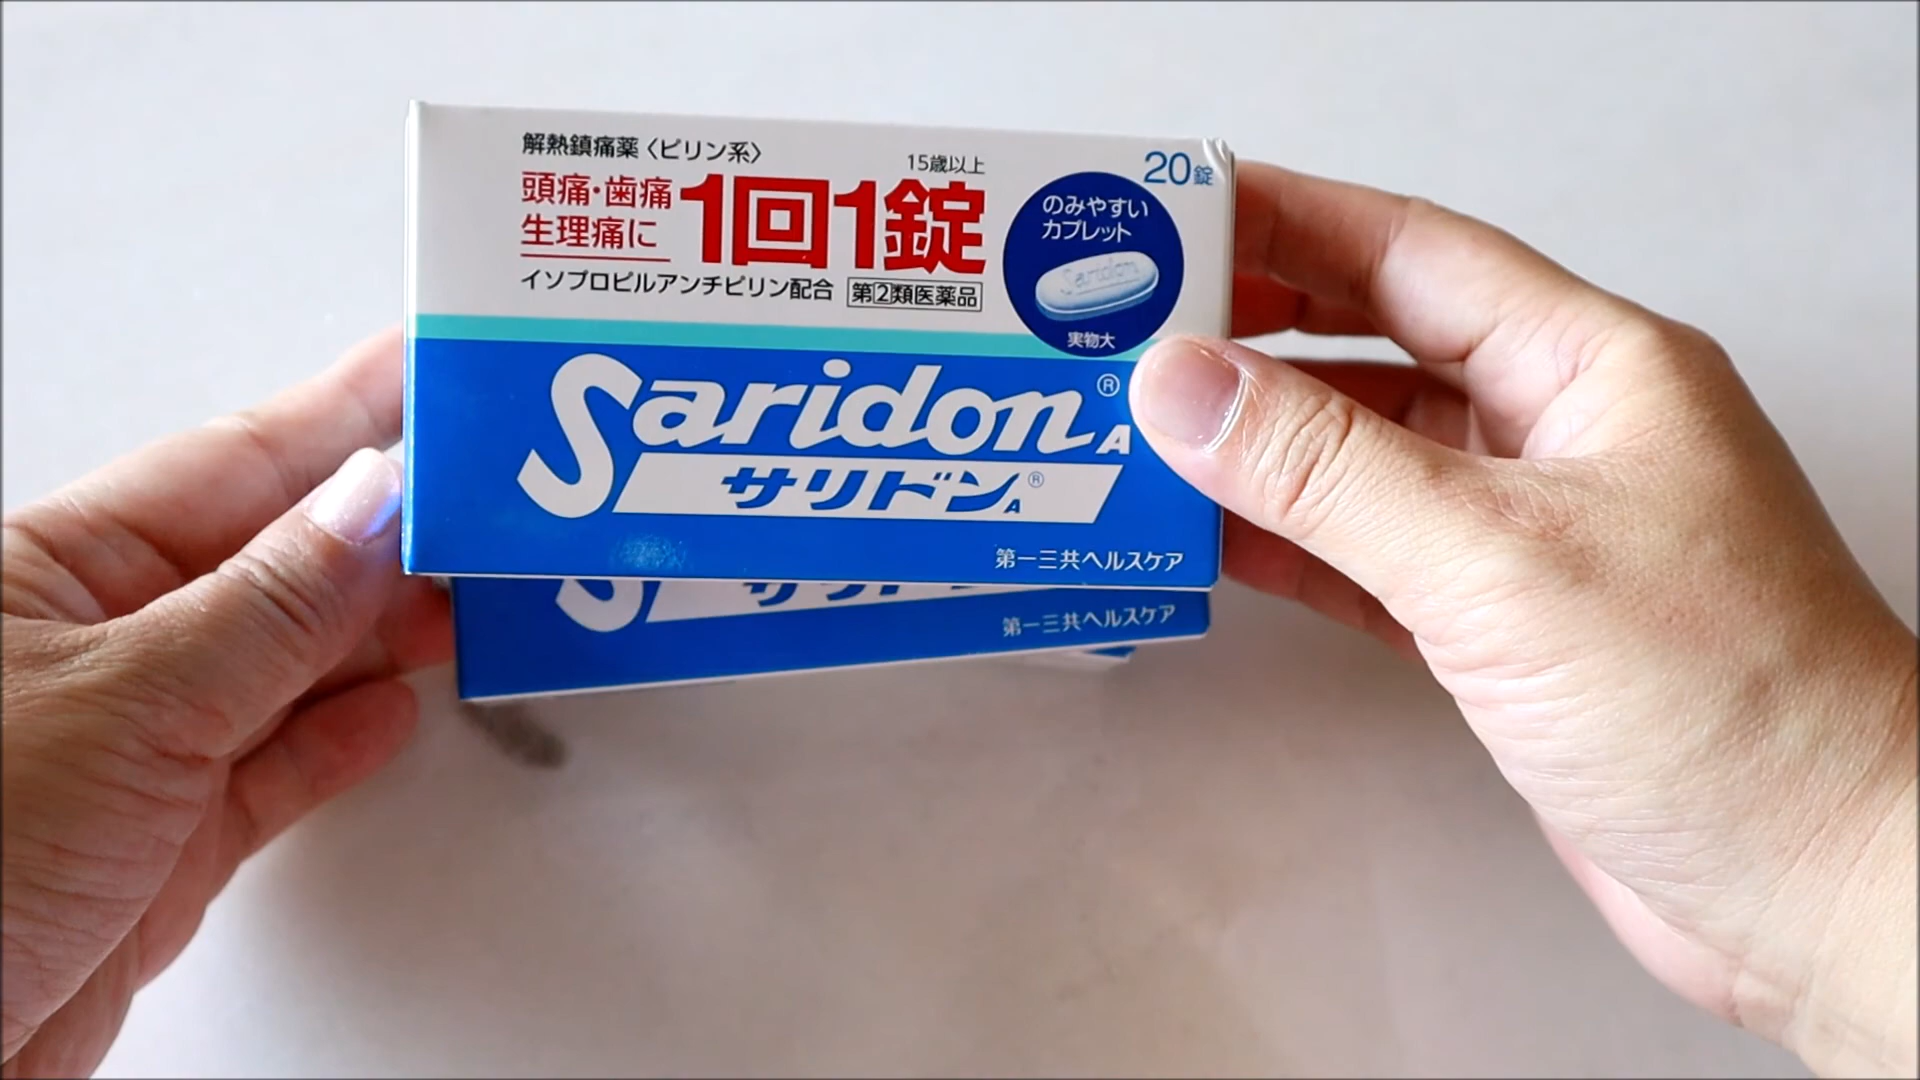 解熱鎮痛薬〈ピリン系〉
15歳以上
20錠
頭痛・歯痛
生理痛に
1回1錠
イソプロピルアンチピリン配合
第②類医薬品
のみやすい
カプレット
Saridon
実物大
Saridon® A
サリドン® A
第一三共ヘルスケア
第一三共ヘルスケア